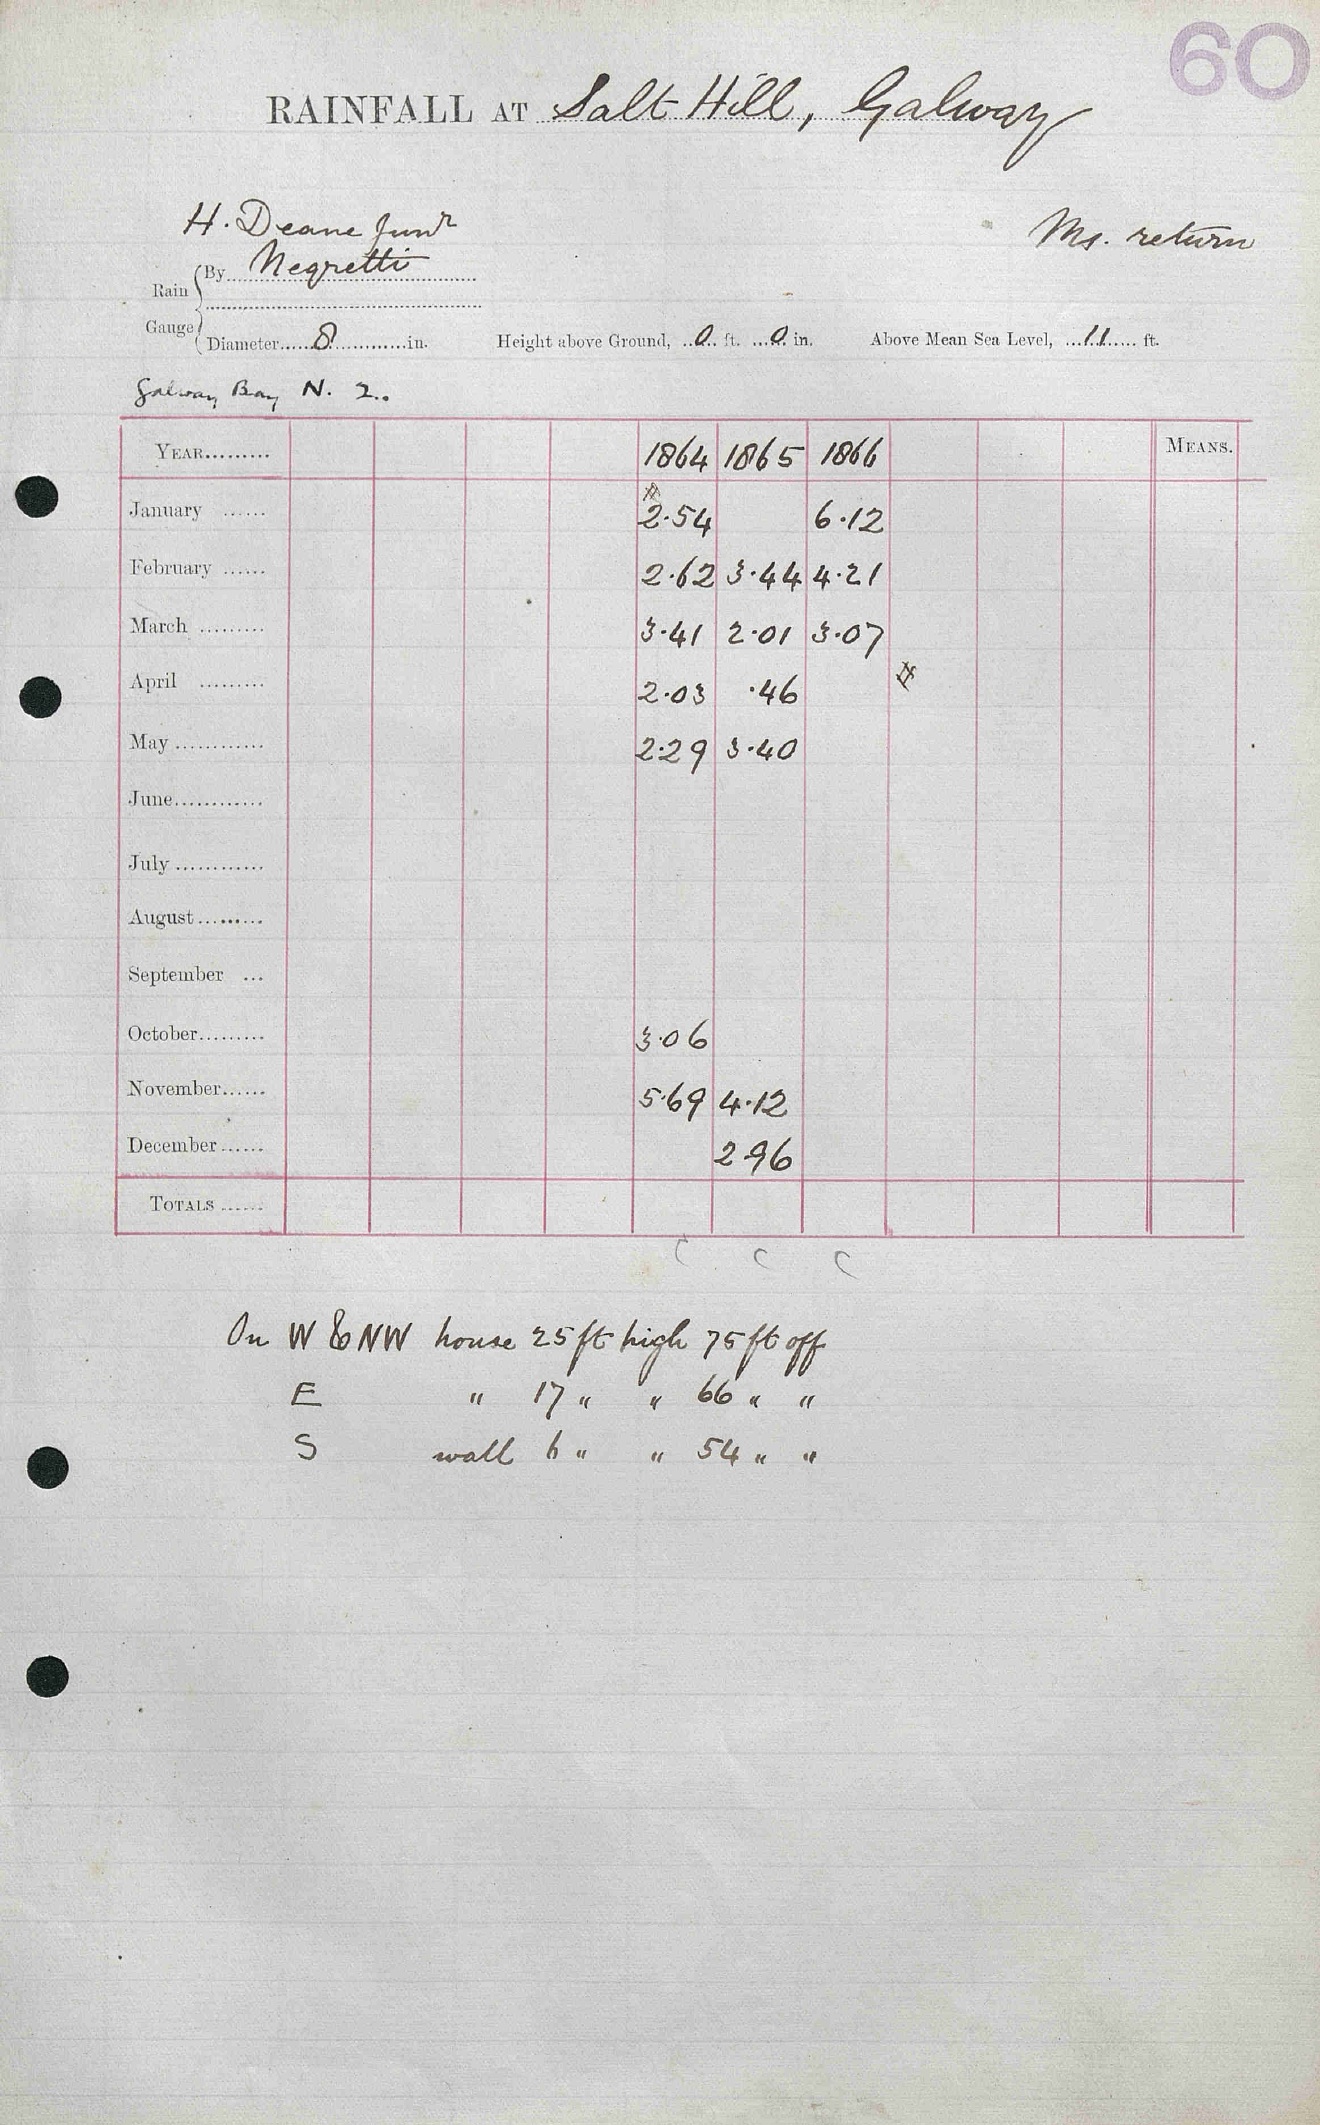 60
RAINFALL AT Salt Hill, Galway
H. Deane Junr
Ms. return
Rain Gauge { By Negretti
Diameter......8............in. Height above Ground, ..0.. ft. ...0.. in. Above Mean Sea Level, ...11...... ft.
Galway Bay N. 2..
YEAR......... 1864 1865 1866 MEANS.
January ...... 2.54 6.12
February ...... 2.62 3.44 4.21
March ......... 3.41 2.01 3.07
April ......... 2.03 .46
May ............ 2.29 3.40
June............
July ............
August.........
September ...
October......... 3.06
November...... 5.69 4.12
December...... 2.96
TOTALS ......
On W & NW house 25 ft high 75 ft off
E " 17 " " 66 " "
S wall 6 " " 54 " "